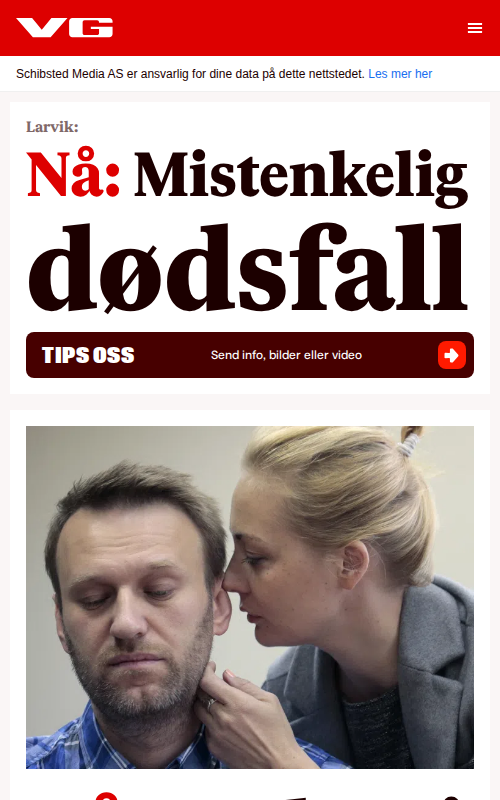 VG
Schibsted Media AS er ansvarlig for dine data på dette nettstedet. Les mer her
Larvik:
Nå: Mistenkelig
dødsfall
TIPS OSS Send info, bilder eller video